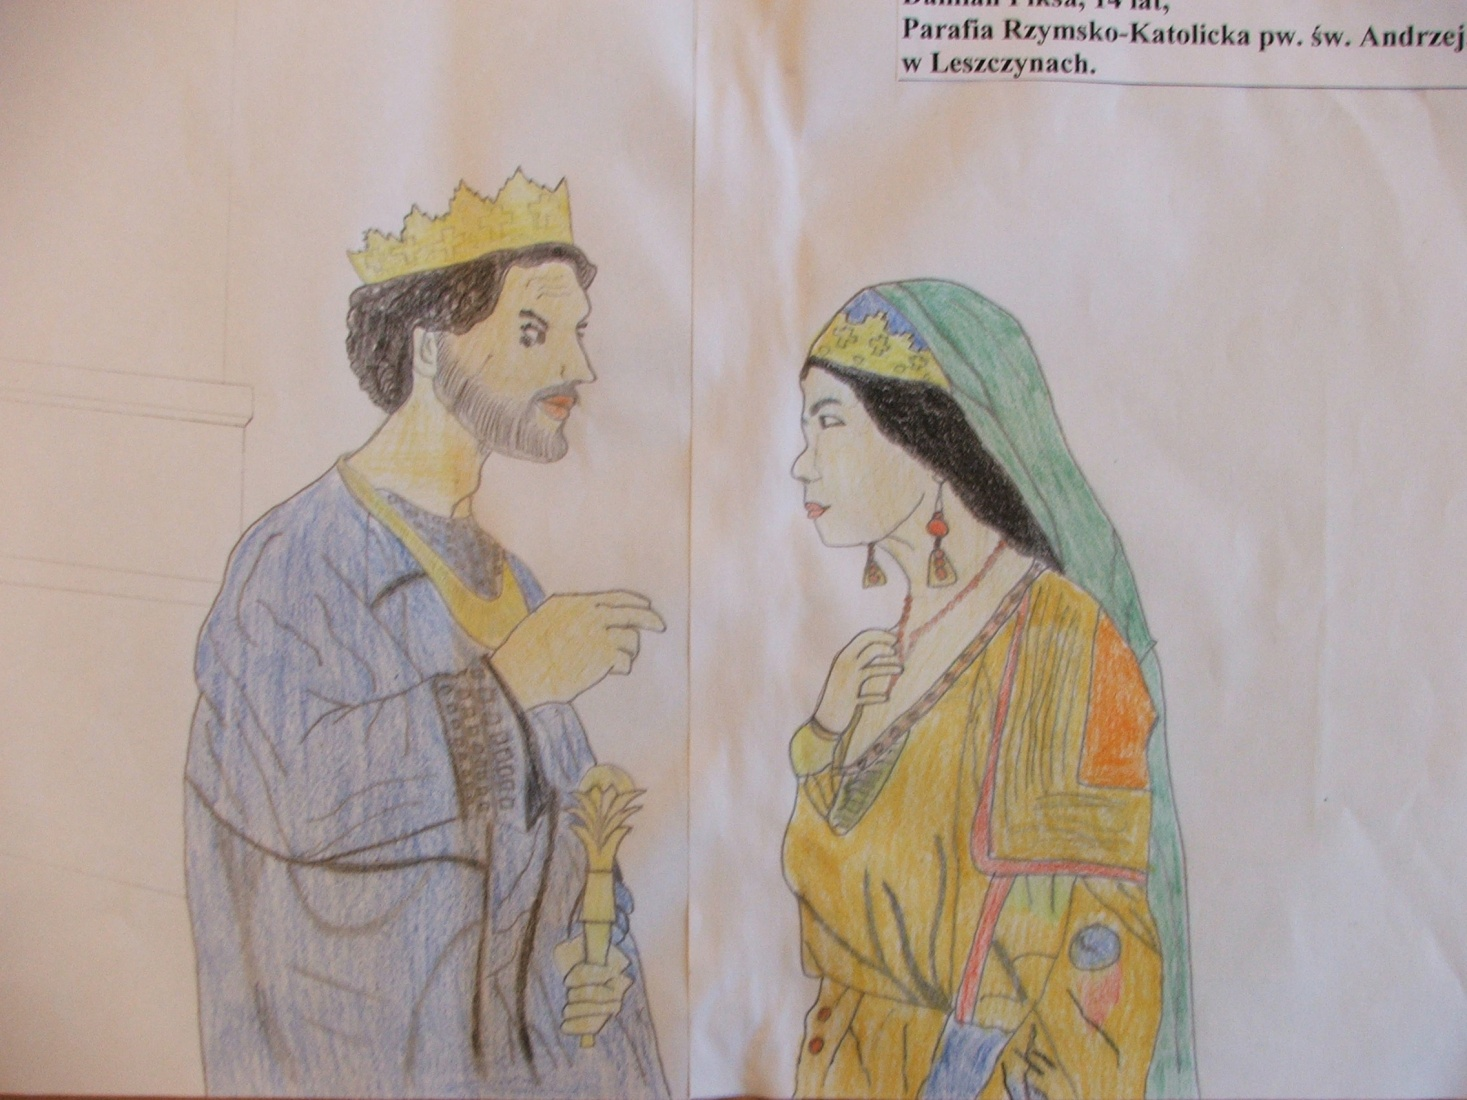 14 lat,
Parafia Rzymsko-Katolicka pw. św. Andrzej
w Leszczynach.